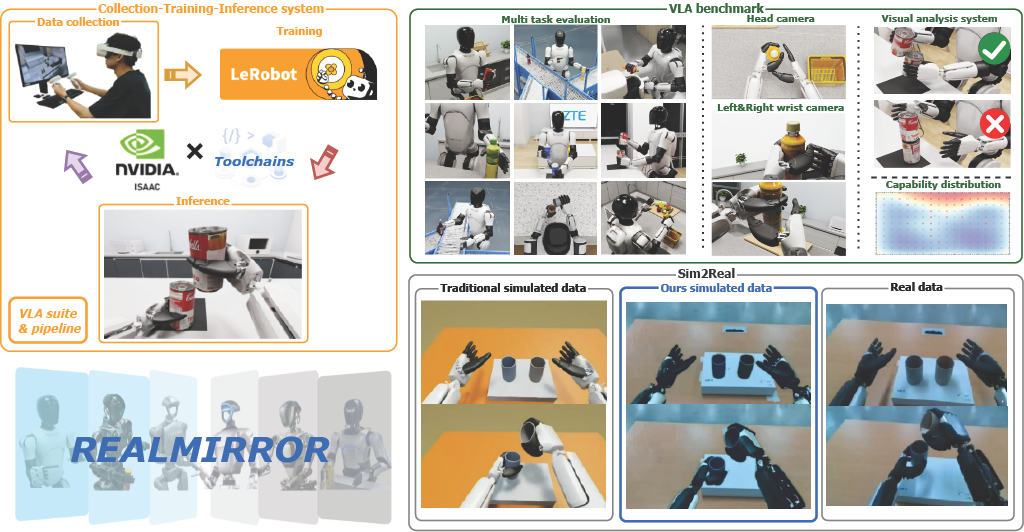 Collection-Training-Inference system
Data collection
Training
LeRobot
NVIDIA.
ISAAC
×
{/} >
Toolchains
Inference
VLA suite
& pipeline
REALMIRROR
VLA benchmark
Multi task evaluation
ZTE
Head camera
Left&Right wrist camera
Visual analysis system
Capability distribution
Sim2Real
Traditional simulated data
Ours simulated data
Real data